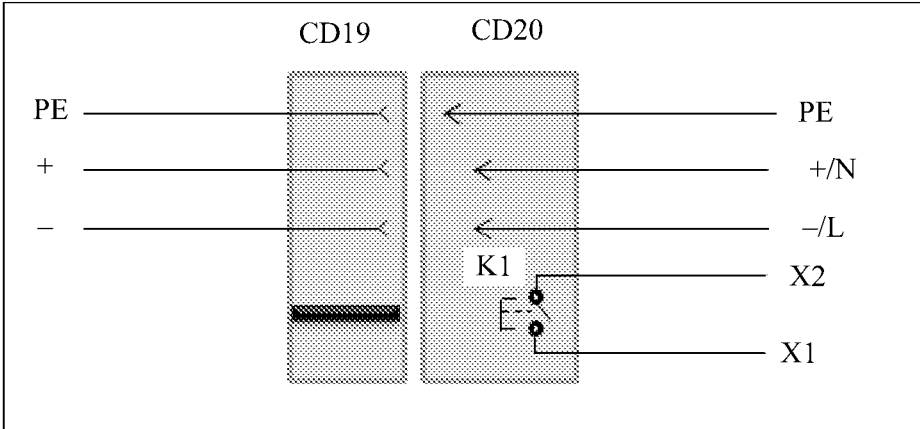 CD19 CD20
PE PE
+ +/N
– –/L
K1
X2
X1